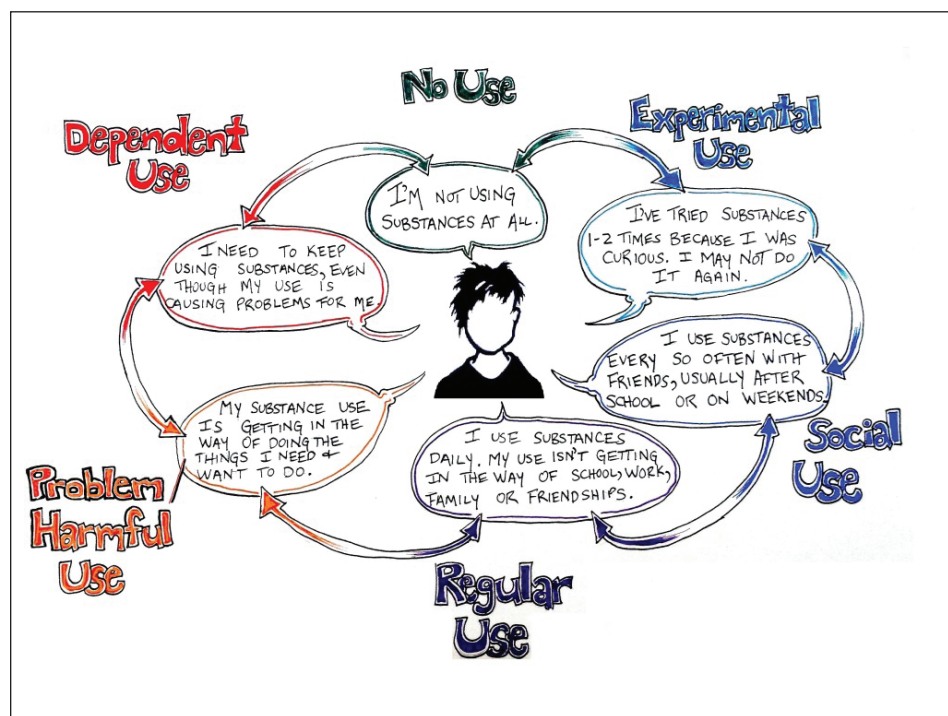 No Use
I'M NOT USING
SUBSTANCES AT ALL.
Experimental
Use
I'VE TRIED SUBSTANCES
1-2 TIMES BECAUSE I WAS
CURIOUS. I MAY NOT DO
IT AGAIN.
Social
Use
I USE SUBSTANCES
EVERY SO OFTEN WITH
FRIENDS, USUALLY AFTER
SCHOOL OR ON WEEKENDS.
Regular
Use
I USE SUBSTANCES
DAILY. MY USE ISN'T GETTING
IN THE WAY OF SCHOOL, WORK,
FAMILY OR FRIENDSHIPS.
Problem
Harmful
Use
MY SUBSTANCE USE
IS GETTING IN THE
WAY OF DOING THE
THINGS I NEED &
WANT TO DO.
Dependent
Use
I NEED TO KEEP
USING SUBSTANCES, EVEN
THOUGH MY USE IS
CAUSING PROBLEMS FOR ME.